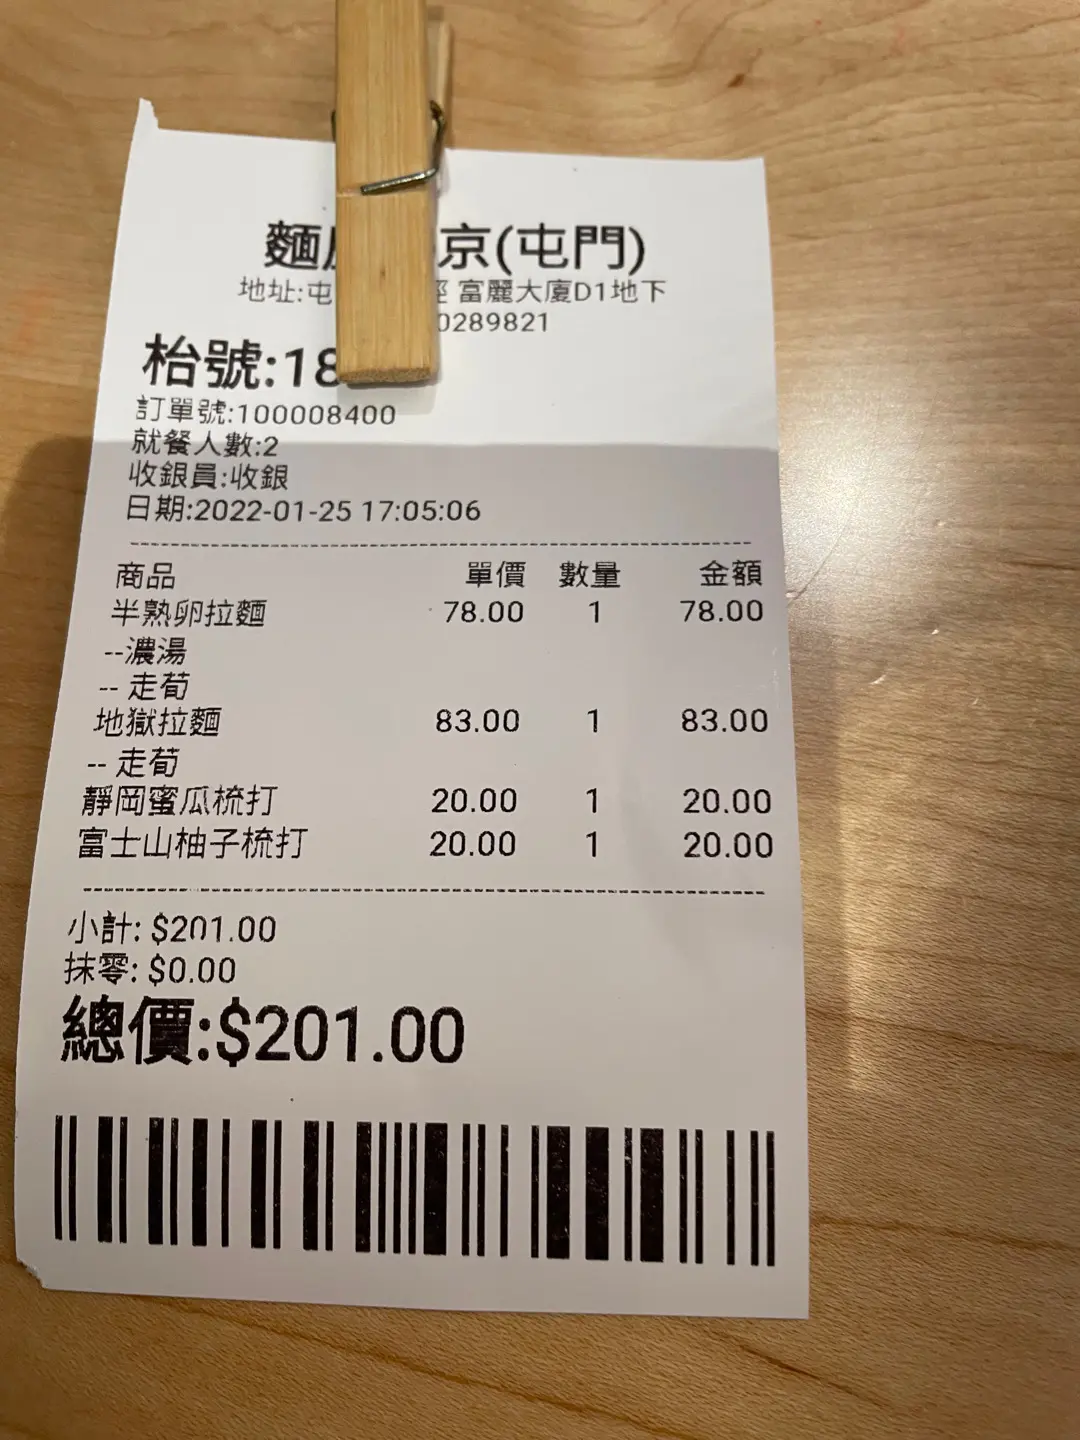 麵 京(屯門)
地址:屯 徑 富麗大廈D1地下
0289821
枱號:18
訂單號:100008400
就餐人數:2
收銀員:收銀
日期:2022-01-25 17:05:06
商品 單價 數量 金額
半熟卵拉麵 78.00 1 78.00
--濃湯
-- 走荀
地獄拉麵 83.00 1 83.00
-- 走荀
靜岡蜜瓜梳打 20.00 1 20.00
富士山柚子梳打 20.00 1 20.00
小計: $201.00
抹零: $0.00
總價:$201.00